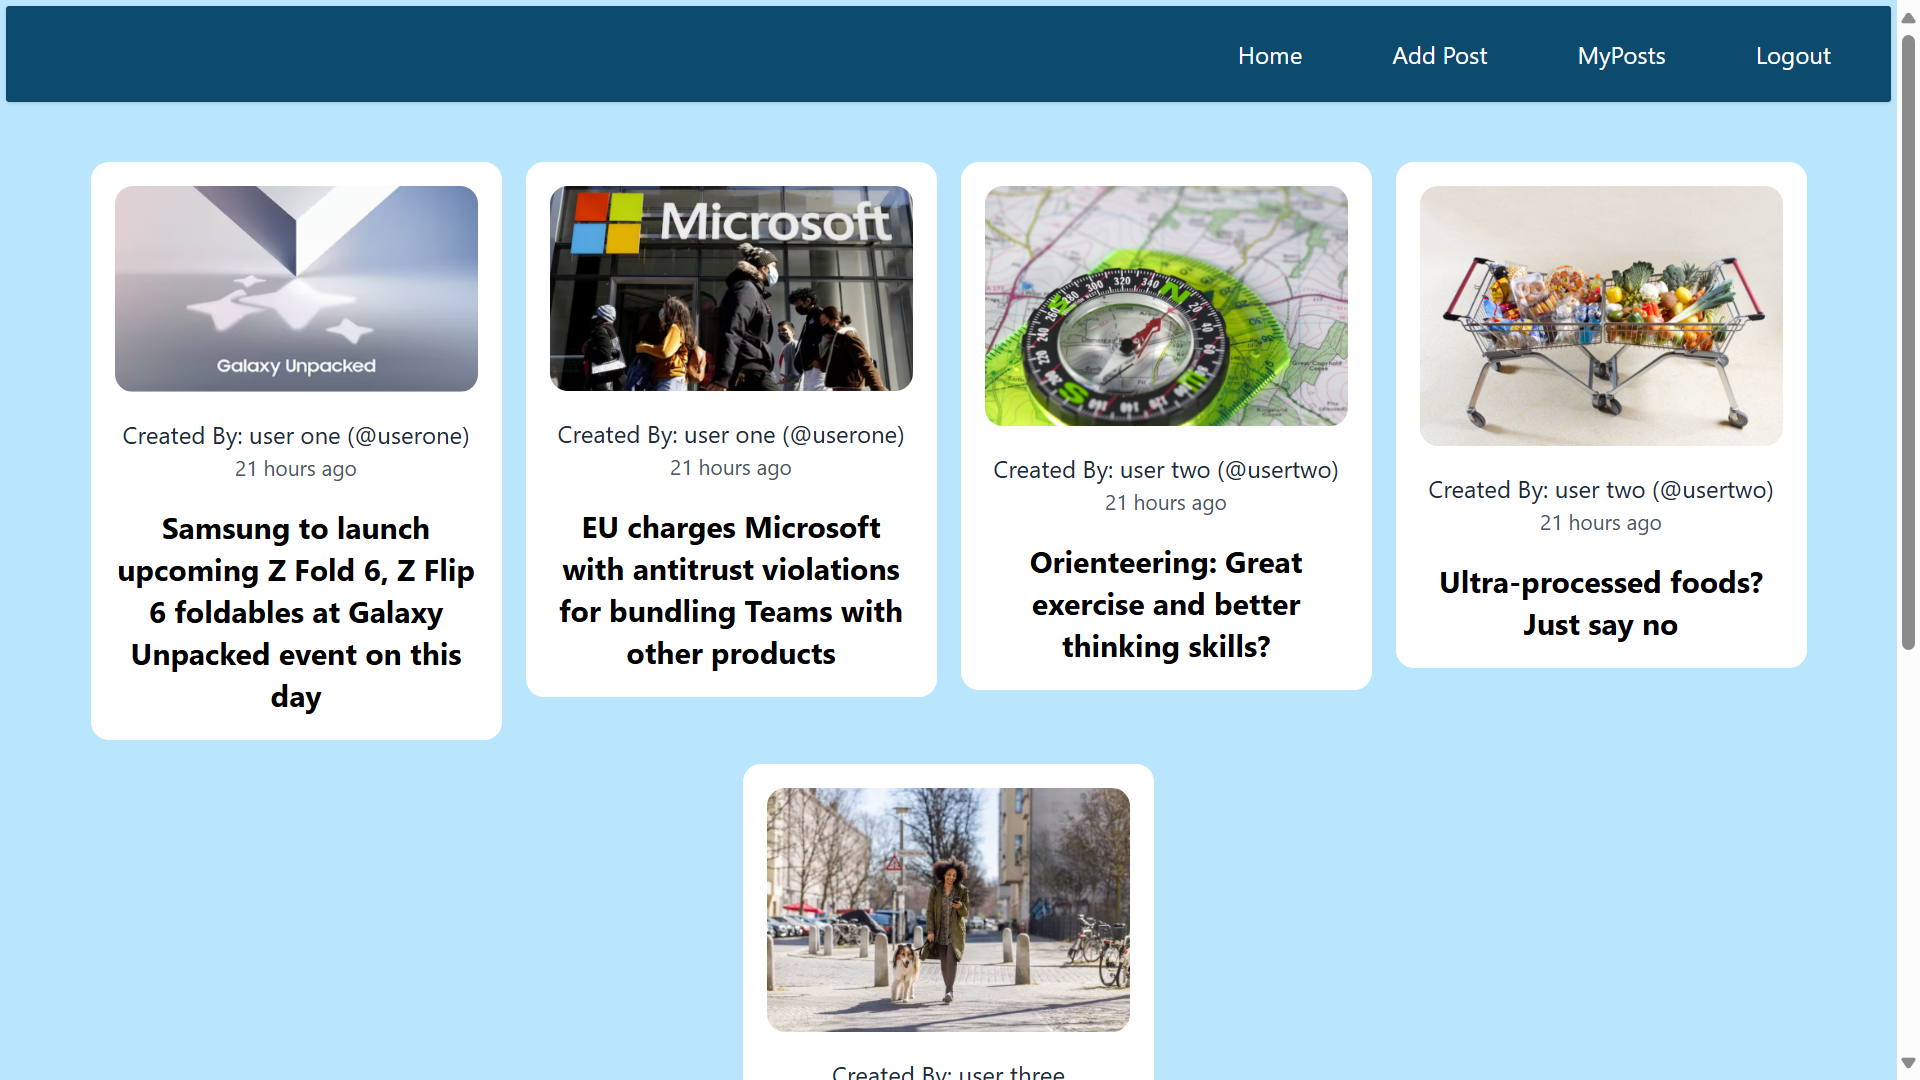 Home Add Post MyPosts Logout
Galaxy Unpacked
Created By: user one (@userone)
21 hours ago
Samsung to launch
upcoming Z Fold 6, Z Flip
6 foldables at Galaxy
Unpacked event on this
day
Microsoft
Created By: user one (@userone)
21 hours ago
EU charges Microsoft
with antitrust violations
for bundling Teams with
other products
Created By: user two (@usertwo)
21 hours ago
Orienteering: Great
exercise and better
thinking skills?
Created By: user two (@usertwo)
21 hours ago
Ultra-processed foods?
Just say no
Created By: user three